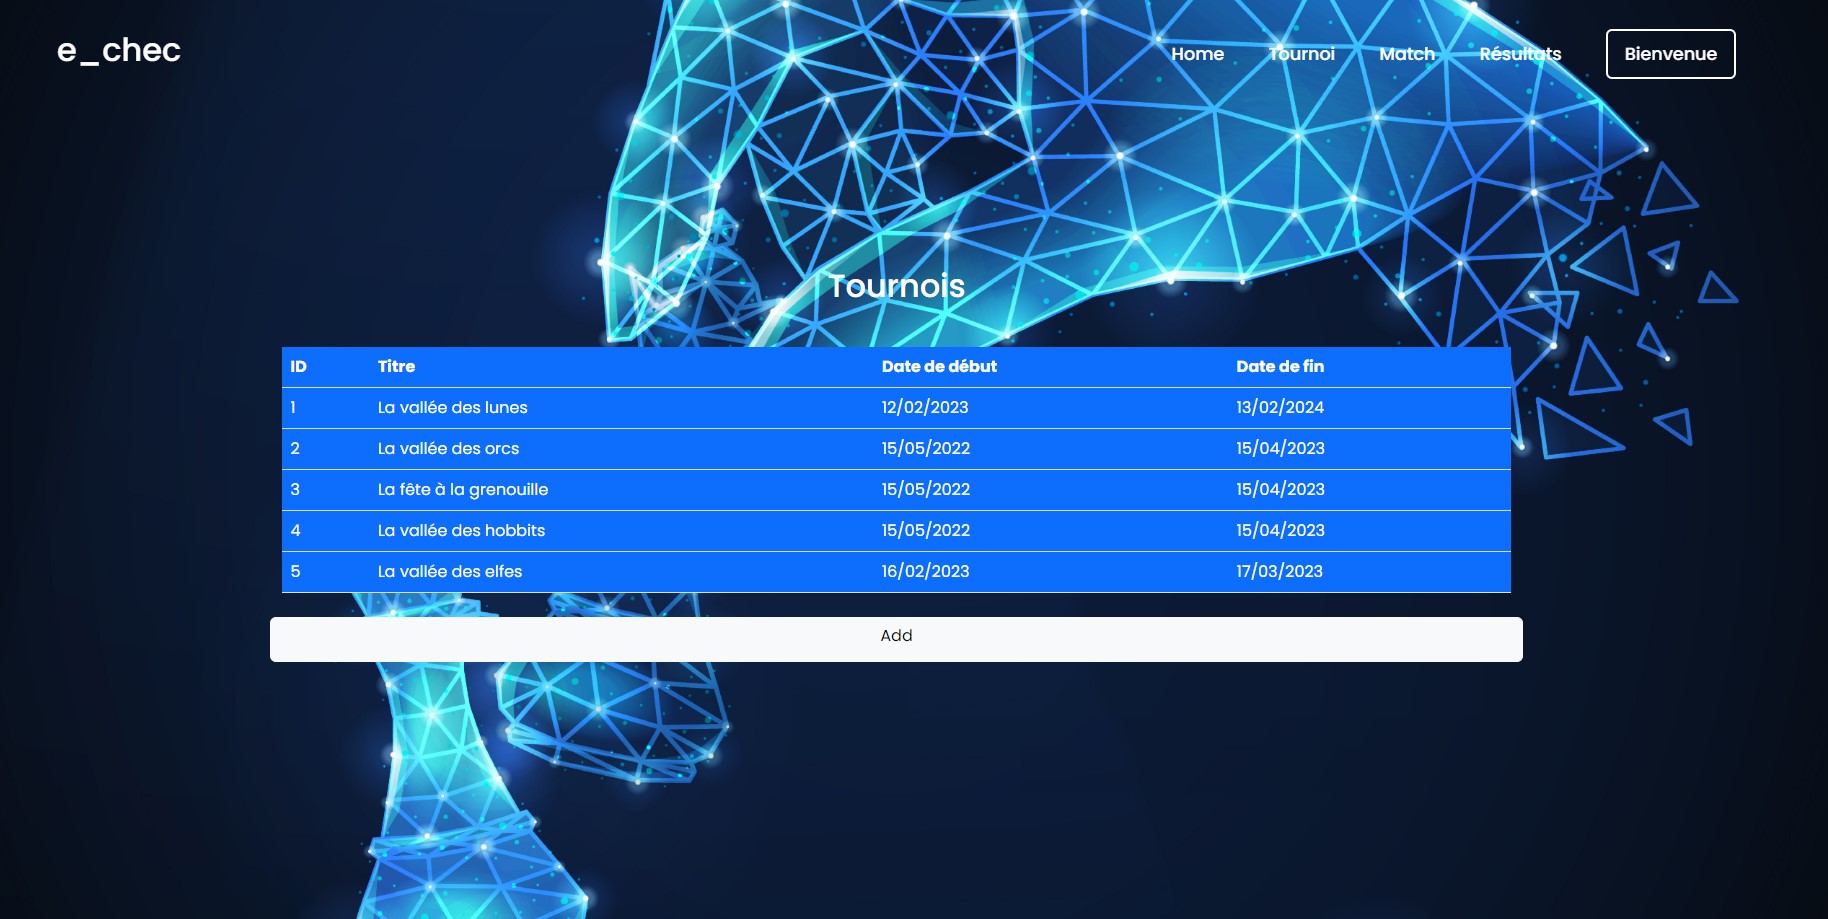 e_chec
Home Tournoi Match Résultats Bienvenue
Tournois
ID Titre Date de début Date de fin
1 La vallée des lunes 12/02/2023 13/02/2024
2 La vallée des orcs 15/05/2022 15/04/2023
3 La fête à la grenouille 15/05/2022 15/04/2023
4 La vallée des hobbits 15/05/2022 15/04/2023
5 La vallée des elfes 16/02/2023 17/03/2023
Add